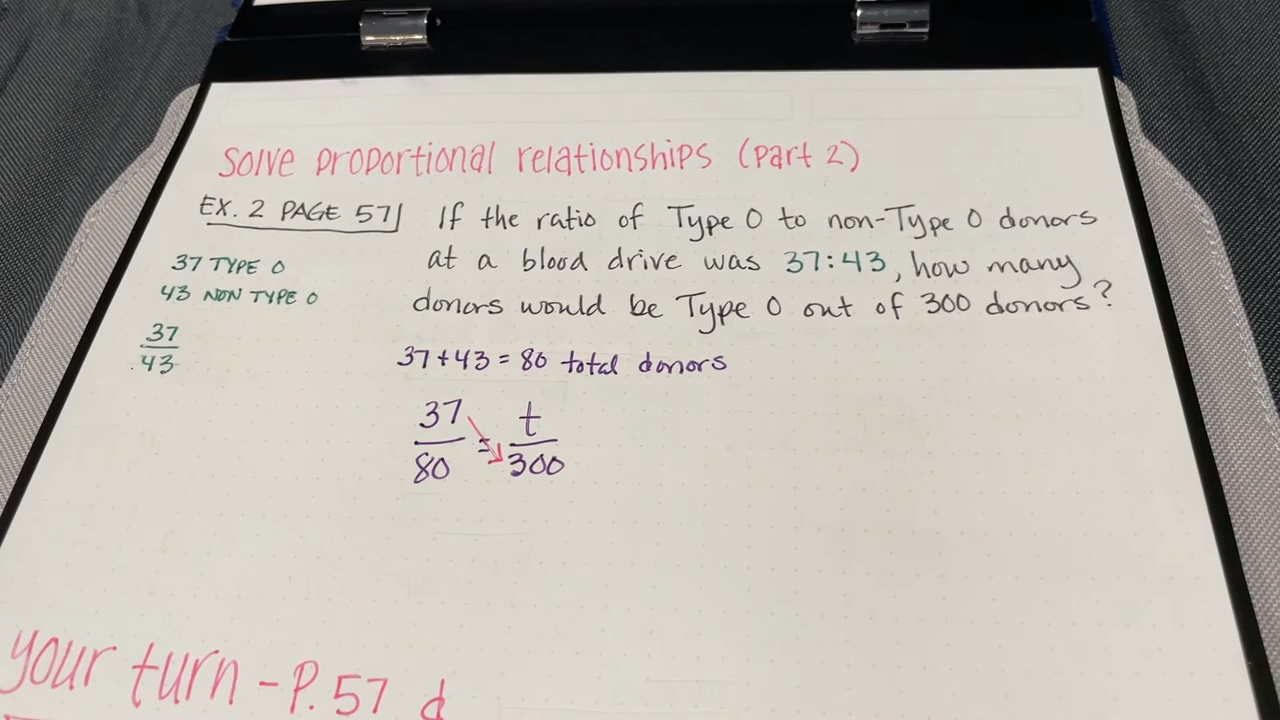 Solve proportional relationships (part 2)
EX. 2 PAGE 57
If the ratio of Type O to non-Type O donors
at a blood drive was 37:43, how many
donors would be Type O out of 300 donors?
37 TYPE O
43 NON TYPE O
37
43
37+43 = 80 total donors
37 = t
80 300
your turn - P. 57 d